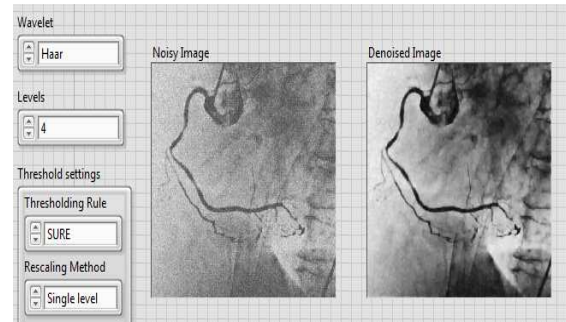 Wavelet
Haar
Levels
4
Threshold settings
Thresholding Rule
SURE
Rescaling Method
Single level
Noisy Image
Denoised Image